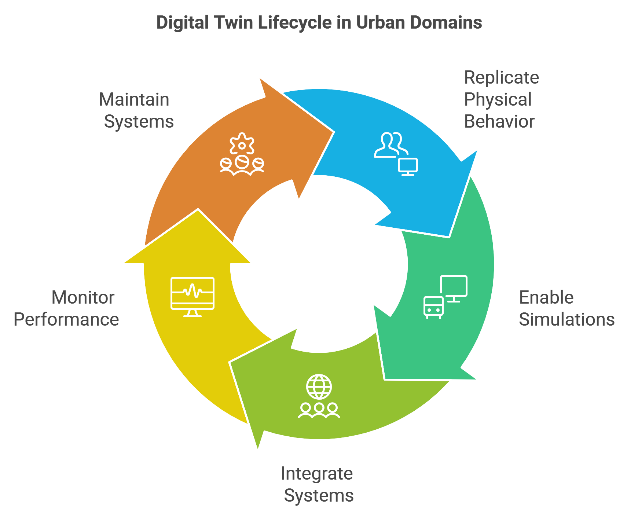 Digital Twin Lifecycle in Urban Domains
Replicate
Physical
Behavior
Enable
Simulations
Integrate
Systems
Monitor
Performance
Maintain
Systems